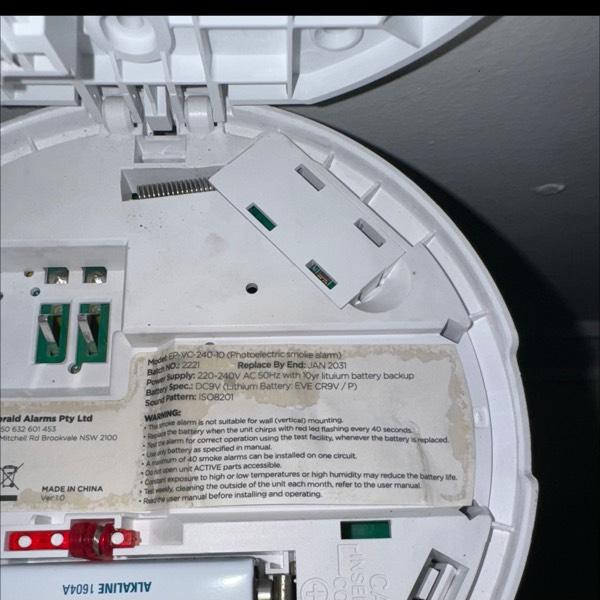 Model: EP-VO-240-10 (Photoelectric smoke alarm)
Batch NO.: 2221 Replace By End: JAN 2031
Power Supply: 220-240V AC 50Hz with 10yr lituium battery backup
Battery Spec.: DC9V (Lithium Battery: EVE CR9V / P)
Sound Pattern: ISO8201
WARNING:
• This smoke alarm is not suitable for wall (vertical) mounting.
• Replace the battery when the unit chirps with red led flashing every 40 seconds.
• Test the alarm for correct operation using the test facility, whenever the battery is replaced.
• Use only battery as specified in manual.
• A maximum of 40 smoke alarms can be installed on one circuit.
• Do not open unit ACTIVE parts accessible.
• Constant exposure to high or low temperatures or high humidity may reduce the battery life.
• Test weekly, cleaning the outside of the unit each month, refer to the user manual.
• Read the user manual before installing and operating.
erald Alarms Pty Ltd
50 632 601 453
Mitchell Rd Brookvale NSW 2100
MADE IN CHINA
Ver 1.0
ALKALINE 1604A